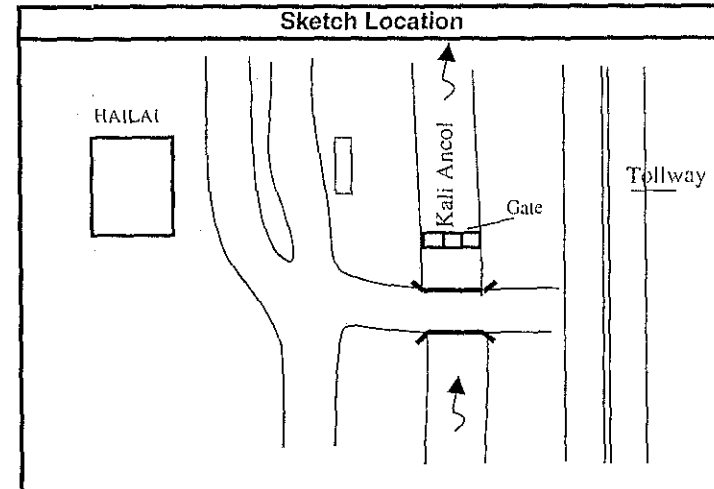 Sketch Location
HAILAI
Kali Ancol
Tollway
Gate